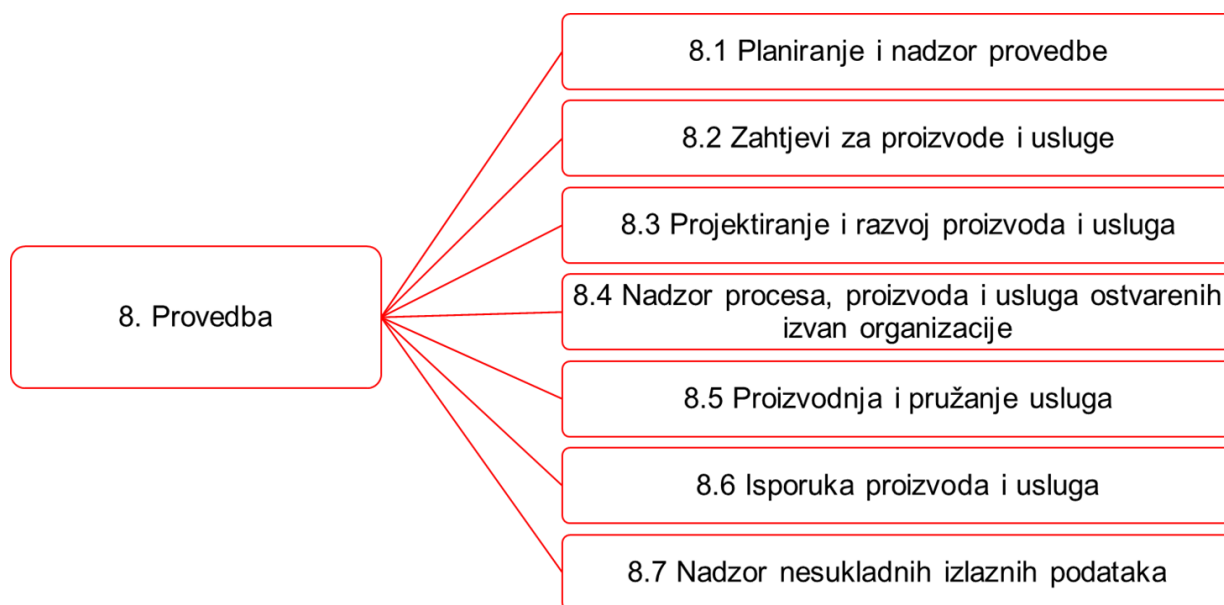 8. Provedba
8.1 Planiranje i nadzor provedbe
8.2 Zahtjevi za proizvode i usluge
8.3 Projektiranje i razvoj proizvoda i usluga
8.4 Nadzor procesa, proizvoda i usluga ostvarenih
izvan organizacije
8.5 Proizvodnja i pružanje usluga
8.6 Isporuka proizvoda i usluga
8.7 Nadzor nesukladnih izlaznih podataka